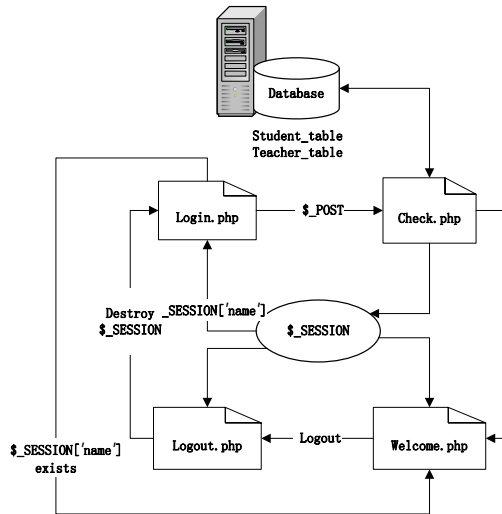 Database
Student_table
Teacher_table
Login.php
$_POST
Check.php
Destroy
$_SESSION
_SESSION['name']
$_SESSION
$_SESSION['name']
exists
Logout.php
Logout
Welcome.php